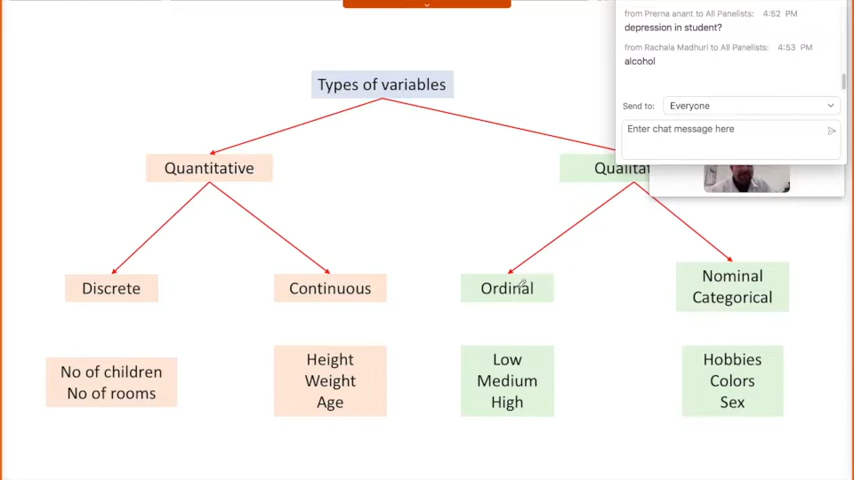 from Prerna anant to All Panelists: 4:52 PM
depression in student?
from Rachala Madhuri to All Panelists: 4:53 PM
alcohol
Send to: Everyone
Enter chat message here
Types of variables
Quantitative
Qualitat
Discrete
Continuous
Ordinal
Nominal
Categorical
No of children
No of rooms
Height
Weight
Age
Low
Medium
High
Hobbies
Colors
Sex